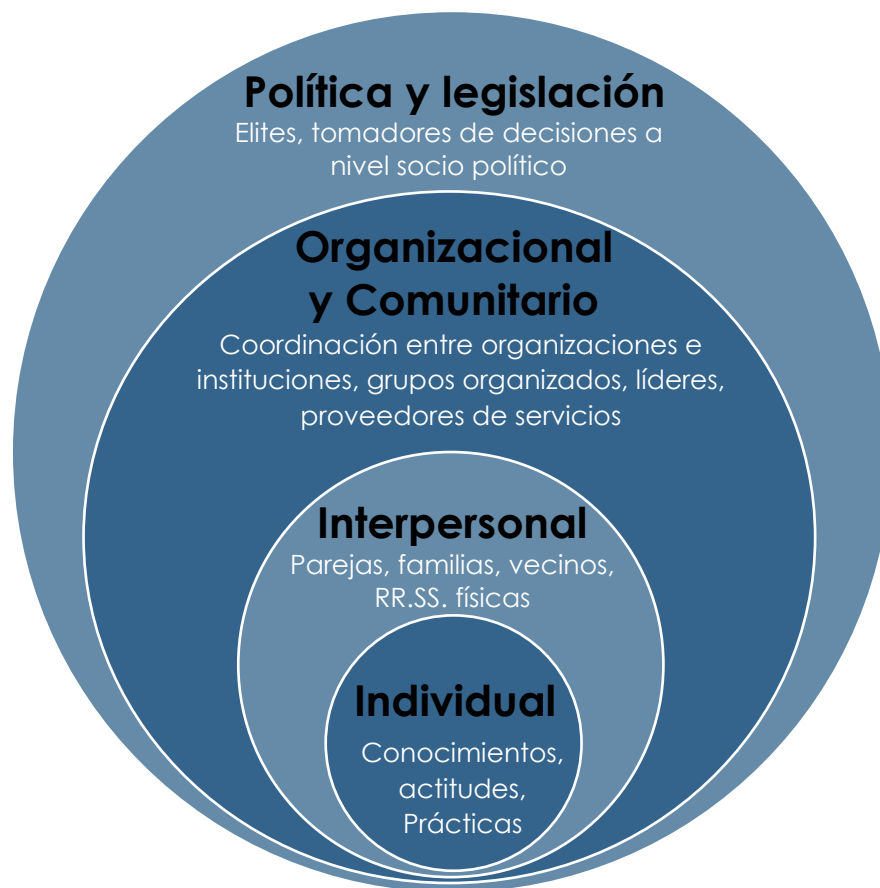 Política y legislación
Elites, tomadores de decisiones a
nivel socio político
Organizacional
y Comunitario
Coordinación entre organizaciones e
instituciones, grupos organizados, líderes,
proveedores de servicios
Interpersonal
Parejas, familias, vecinos,
RR.SS. físicas
Individual
Conocimientos,
actitudes,
Prácticas